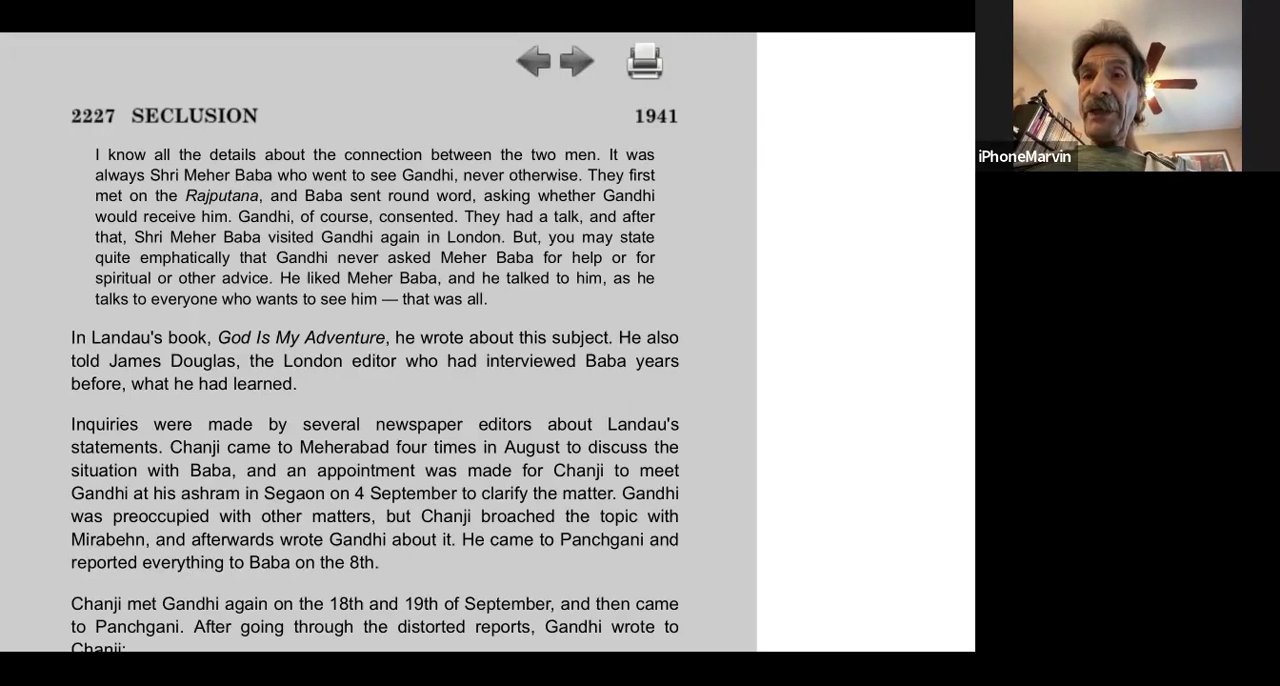 2227 SECLUSION 1941
I know all the details about the connection between the two men. It was
always Shri Meher Baba who went to see Gandhi, never otherwise. They first
met on the Rajputana, and Baba sent round word, asking whether Gandhi
would receive him. Gandhi, of course, consented. They had a talk, and after
that, Shri Meher Baba visited Gandhi again in London. But, you may state
quite emphatically that Gandhi never asked Meher Baba for help or for
spiritual or other advice. He liked Meher Baba, and he talked to him, as he
talks to everyone who wants to see him — that was all.
In Landau's book, God Is My Adventure, he wrote about this subject. He also
told James Douglas, the London editor who had interviewed Baba years
before, what he had learned.
Inquiries were made by several newspaper editors about Landau's
statements. Chanji came to Meherabad four times in August to discuss the
situation with Baba, and an appointment was made for Chanji to meet
Gandhi at his ashram in Segaon on 4 September to clarify the matter. Gandhi
was preoccupied with other matters, but Chanji broached the topic with
Mirabehn, and afterwards wrote Gandhi about it. He came to Panchgani and
reported everything to Baba on the 8th.
Chanji met Gandhi again on the 18th and 19th of September, and then came
to Panchgani. After going through the distorted reports, Gandhi wrote to
Chanji:
iPhoneMarvin